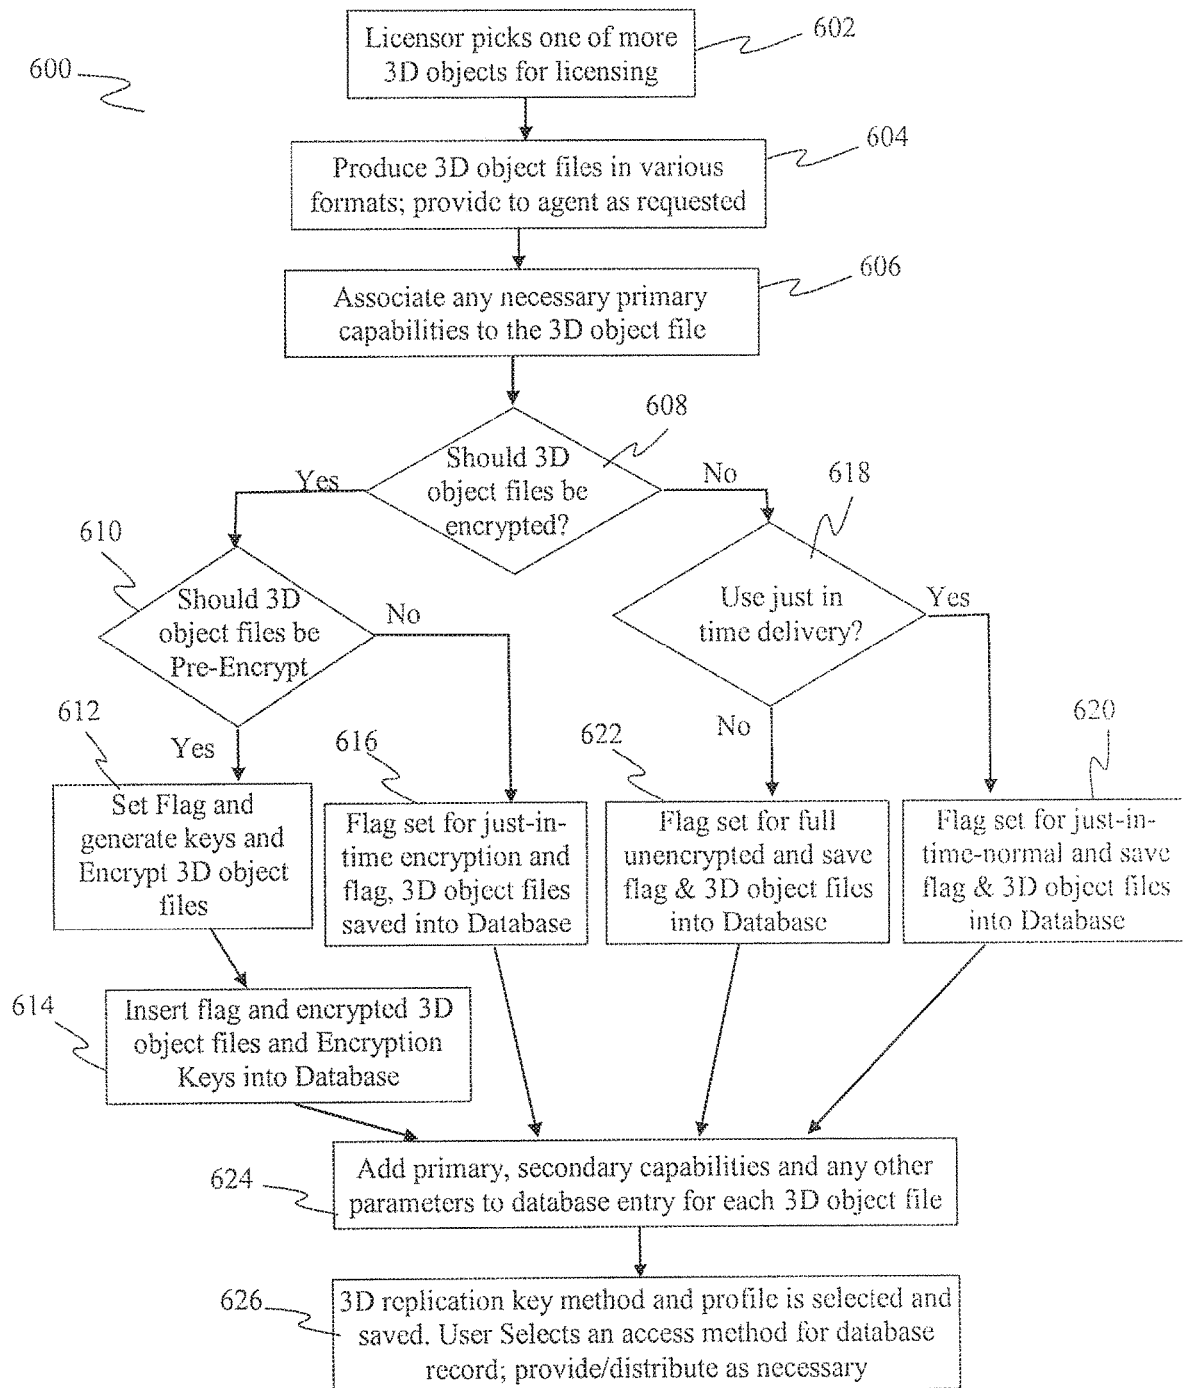 602
Licensor picks one of more
3D objects for licensing
600
604
Produce 3D object files in various
formats; provide to agent as requested
606
Associate any necessary primary
capabilities to the 3D object file
608
Should 3D
object files be
encrypted?
Yes
No
618
610
Should 3D
object files be
Pre-Encrypt
No
Use just in
time delivery?
Yes
612
Yes
616
622
No
620
Set Flag and
generate keys and
Encrypt 3D object
files
Flag set for just-in-
time encryption and
flag, 3D object files
saved into Database
Flag set for full
unencrypted and save
flag & 3D object files
into Database
Flag set for just-in-
time-normal and save
flag & 3D object files
into Database
614
Insert flag and encrypted 3D
object files and Encryption
Keys into Database
624
Add primary, secondary capabilities and any other
parameters to database entry for each 3D object file
626
3D replication key method and profile is selected and
saved. User Selects an access method for database
record; provide/distribute as necessary